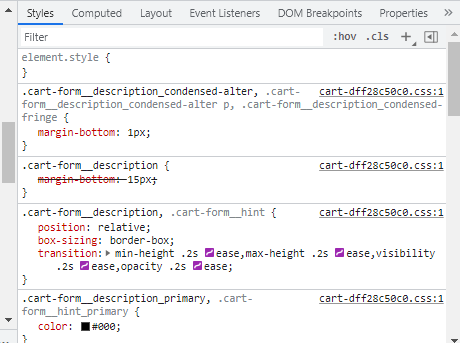 Styles Computed Layout Event Listeners DOM Breakpoints Properties »
Filter :hov .cls +
element.style {
}
.cart-form__description_condensed-alter, .cart- cart-dff28c50c0.css:1
form__description_condensed-alter p, .cart-form__description_condensed-
fringe {
margin-bottom: 1px;
}
.cart-form__description { cart-dff28c50c0.css:1
margin-bottom: 15px;
}
.cart-form__description, .cart-form__hint { cart-dff28c50c0.css:1
position: relative;
box-sizing: border-box;
transition: min-height .2s ease,max-height .2s ease,visibility
.2s ease,opacity .2s ease;
}
.cart-form__description_primary, .cart- cart-dff28c50c0.css:1
form__hint_primary {
color: #000;
}